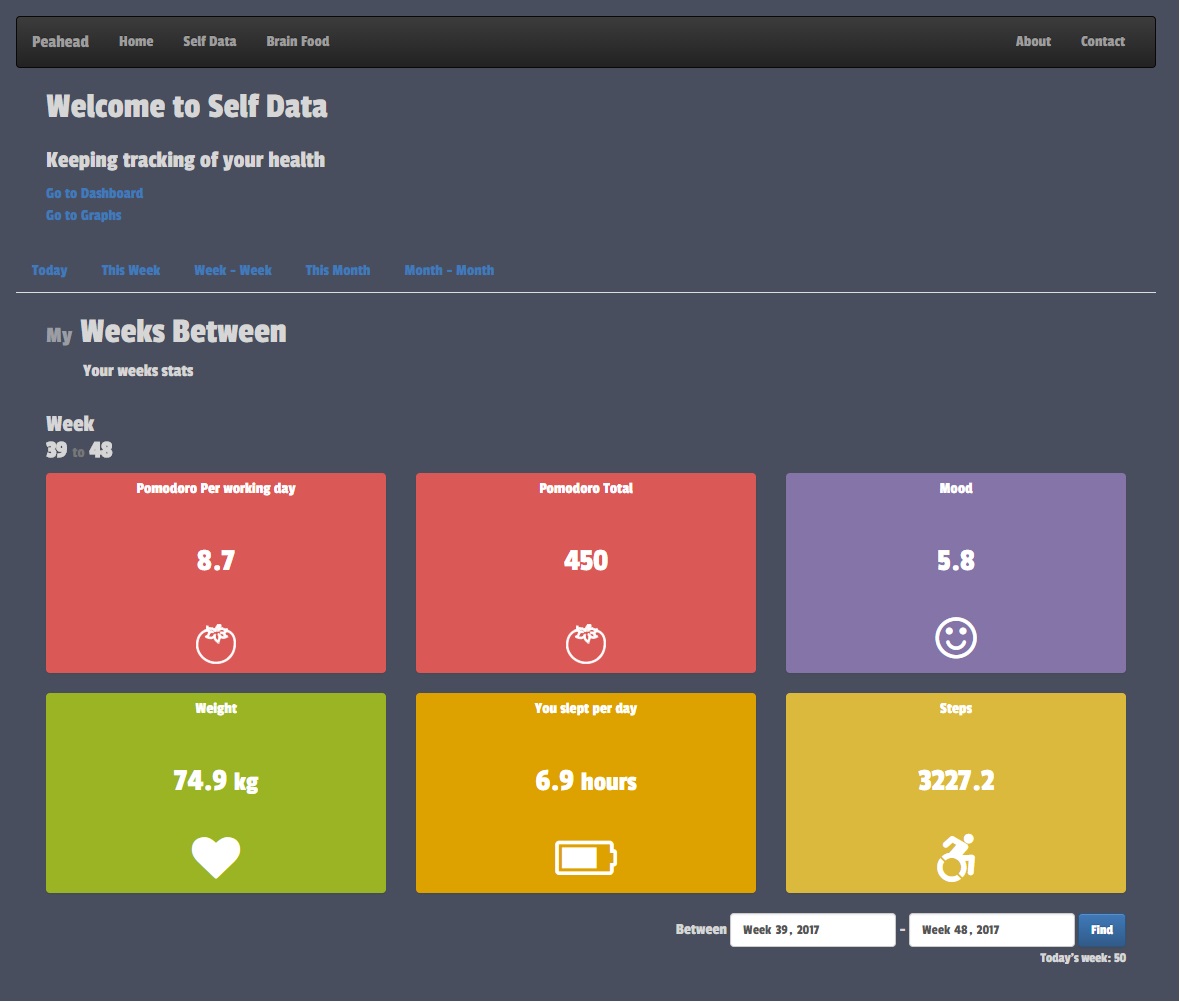 Peahead Home Self Data Brain Food About Contact
Welcome to Self Data
Keeping tracking of your health
Go to Dashboard
Go to Graphs
Today This Week Week - Week This Month Month - Month
My Weeks Between
Your weeks stats
Week
39 to 48
Pomodoro Per working day Pomodoro Total Mood
8.7 450 5.8
Weight You slept per day Steps
74.9 kg 6.9 hours 3227.2
Between Week 39, 2017 - Week 48, 2017 Find
Today's week: 50